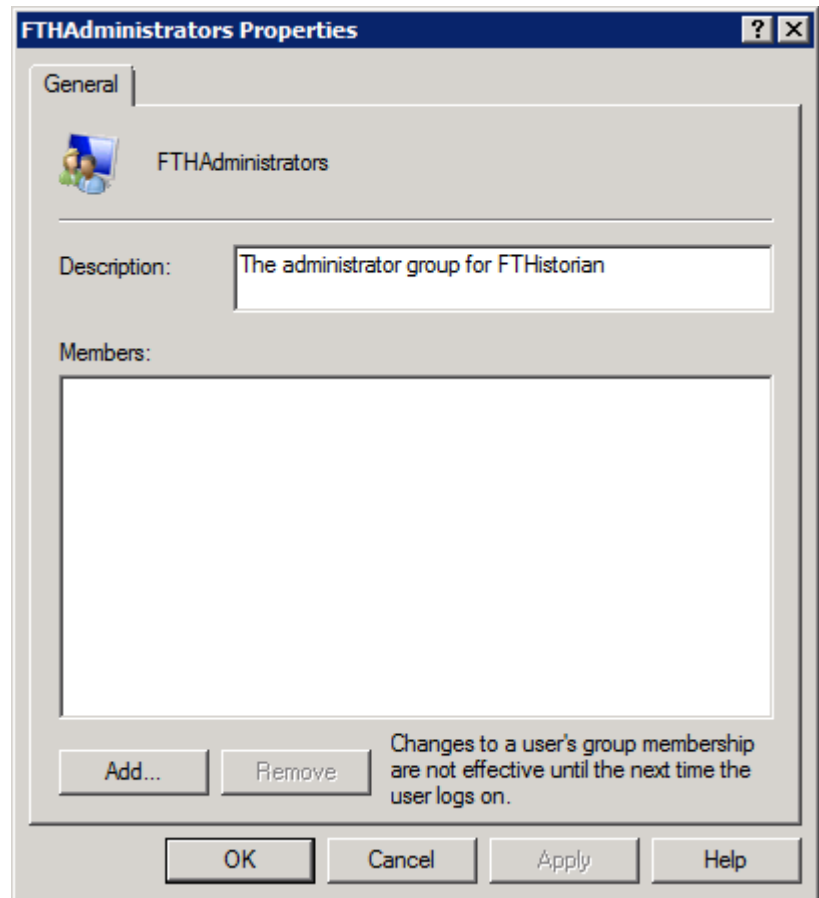 FTHAdministrators Properties
General
FTHAdministrators
Description:
The administrator group for FTHistorian
Members:
Add...
Remove
Changes to a user's group membership
are not effective until the next time the
user logs on.
OK
Cancel
Apply
Help